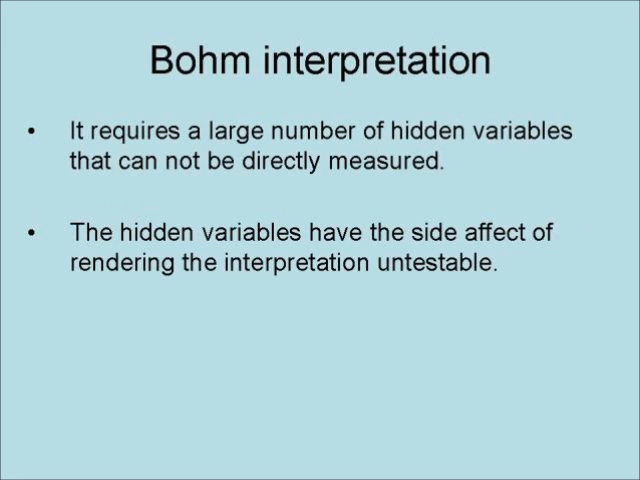 Bohm interpretation
• It requires a large number of hidden variables
that can not be directly measured.
• The hidden variables have the side affect of
rendering the interpretation untestable.